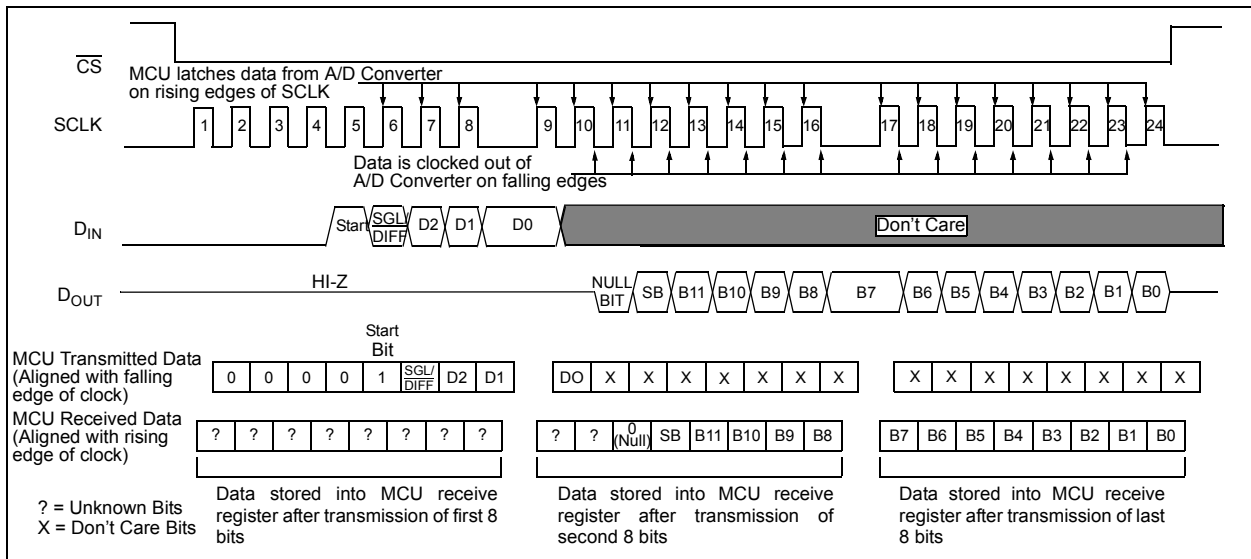 CS
MCU latches data from A/D Converter
on rising edges of SCLK
SCLK
1 2 3 4 5 6 7 8 9 10 11 12 13 14 15 16 17 18 19 20 21 22 23 24
Data is clocked out of
A/D Converter on falling edges
DIN
Start SGL/DIFF D2 D1 D0 Don't Care
HI-Z
DOUT
NULL BIT SB B11 B10 B9 B8 B7 B6 B5 B4 B3 B2 B1 B0
Start
Bit
MCU Transmitted Data
(Aligned with falling
edge of clock)
0 0 0 0 1 SGL/DIFF D2 D1 DO X X X X X X X X X X X X X X X
MCU Received Data
(Aligned with rising
edge of clock)
? ? ? ? ? ? ? ? ? ? 0 (Null) SB B11 B10 B9 B8 B7 B6 B5 B4 B3 B2 B1 B0
? = Unknown Bits
X = Don't Care Bits
Data stored into MCU receive
register after transmission of first 8
bits
Data stored into MCU receive
register after transmission of
second 8 bits
Data stored into MCU receive
register after transmission of last
8 bits